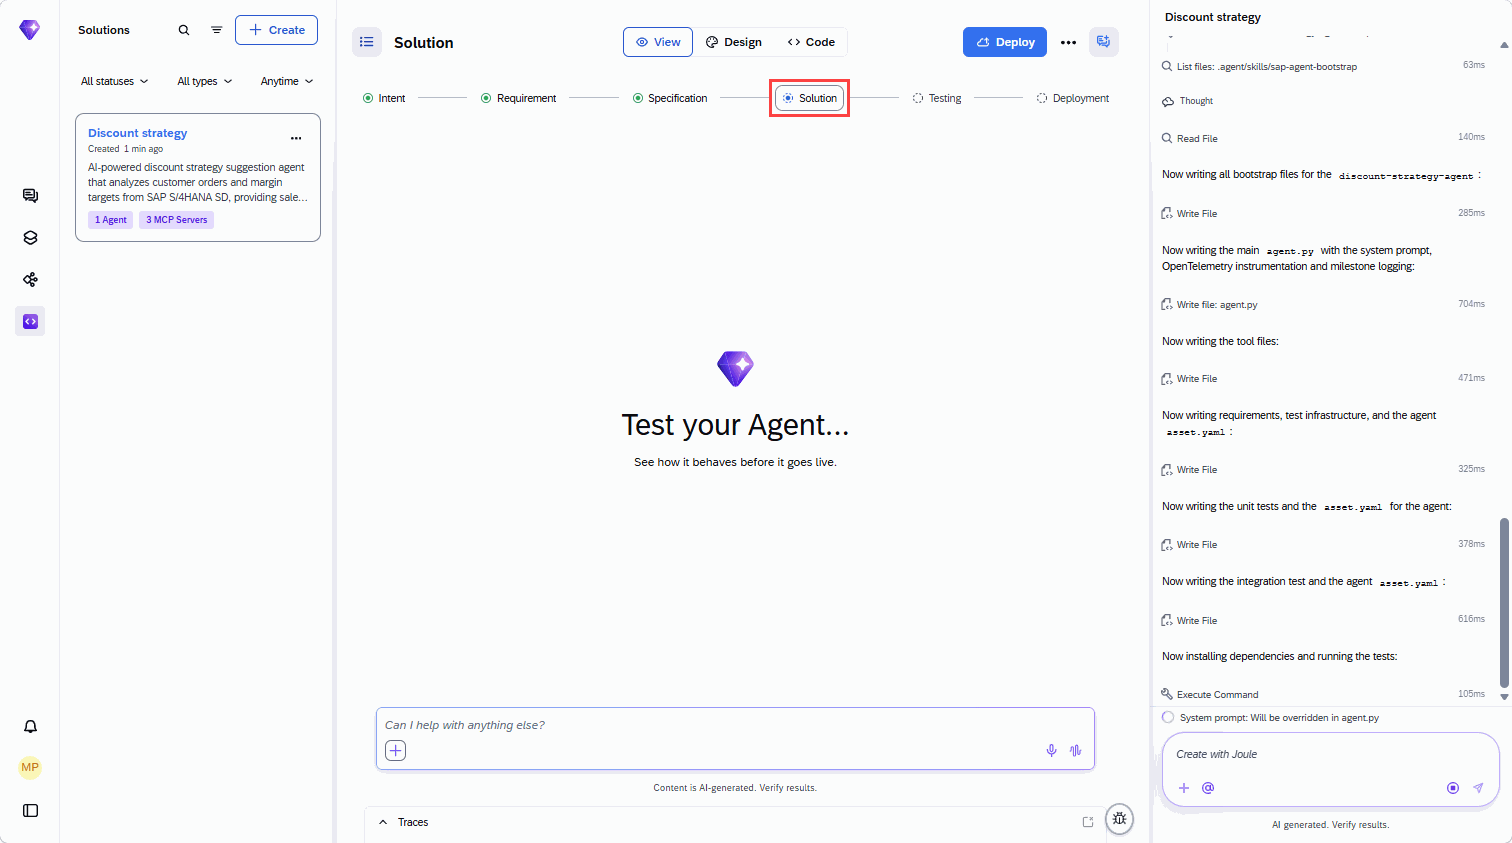 Solutions
Create
All statuses
All types
Anytime
Discount strategy
Created 1 min ago
AI-powered discount strategy suggestion agent
that analyzes customer orders and margin
targets from SAP S/4HANA SD, providing sale...
1 Agent
3 MCP Servers
MP
Solution
View
Design
Code
Deploy
Intent
Requirement
Specification
Solution
Testing
Deployment
Test your Agent...
See how it behaves before it goes live.
Can I help with anything else?
Content is AI-generated. Verify results.
Traces
Discount strategy
List files: .agent/skills/sap-agent-bootstrap 63ms
Thought
Read File 140ms
Now writing all bootstrap files for the discount-strategy-agent :
Write File 285ms
Now writing the main agent.py with the system prompt,
OpenTelemetry instrumentation and milestone logging:
Write file: agent.py 704ms
Now writing the tool files:
Write File 471ms
Now writing requirements, test infrastructure, and the agent
asset.yaml :
Write File 325ms
Now writing the unit tests and the asset.yaml for the agent:
Write File 378ms
Now writing the integration test and the agent asset.yaml :
Write File 616ms
Now installing dependencies and running the tests:
Execute Command 105ms
System prompt: Will be overridden in agent.py
Create with Joule
AI generated. Verify results.